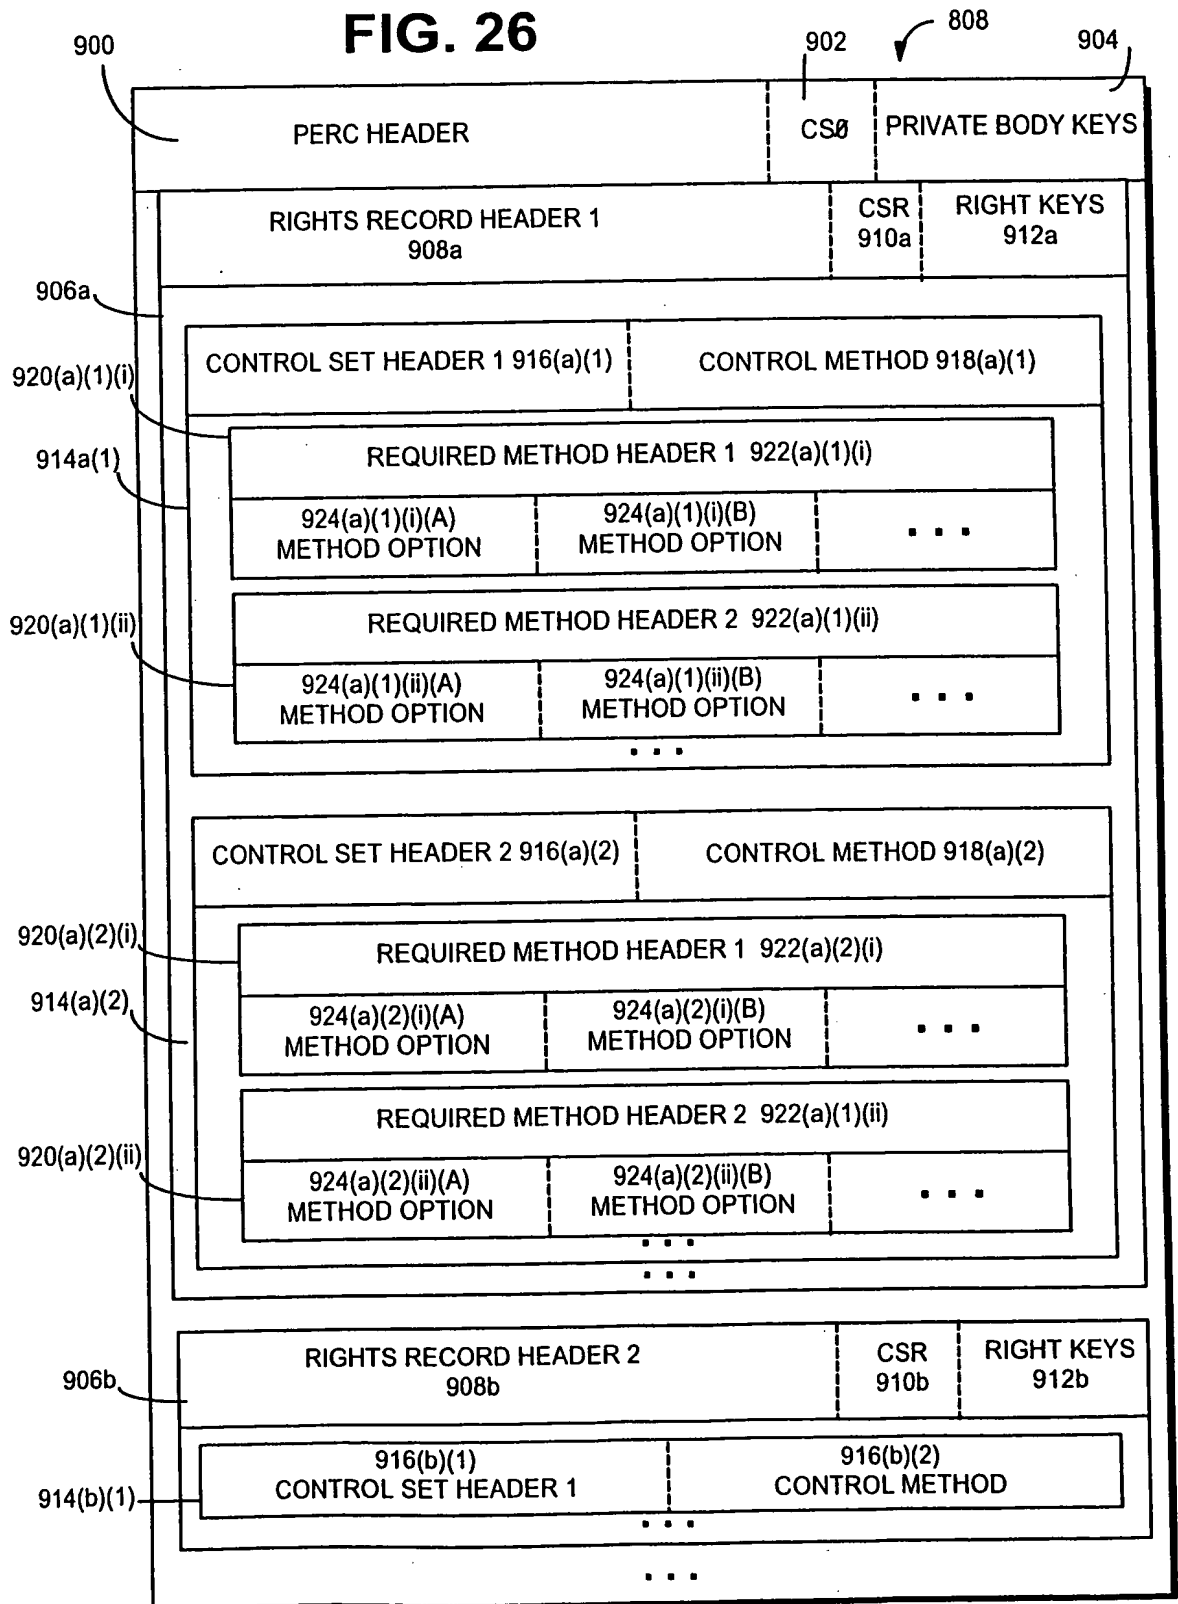 FIG. 26
900
902
808
904
PERC HEADER
CS0
PRIVATE BODY KEYS
RIGHTS RECORD HEADER 1
908a
CSR
910a
RIGHT KEYS
912a
906a
CONTROL SET HEADER 1 916(a)(1)
CONTROL METHOD 918(a)(1)
920(a)(1)(i)
REQUIRED METHOD HEADER 1 922(a)(1)(i)
914a(1)
924(a)(1)(i)(A)
METHOD OPTION
924(a)(1)(i)(B)
METHOD OPTION
. . .
920(a)(1)(ii)
REQUIRED METHOD HEADER 2 922(a)(1)(ii)
924(a)(1)(ii)(A)
METHOD OPTION
924(a)(1)(ii)(B)
METHOD OPTION
. . .
. . .
CONTROL SET HEADER 2 916(a)(2)
CONTROL METHOD 918(a)(2)
920(a)(2)(i)
REQUIRED METHOD HEADER 1 922(a)(2)(i)
914(a)(2)
924(a)(2)(i)(A)
METHOD OPTION
924(a)(2)(i)(B)
METHOD OPTION
. . .
REQUIRED METHOD HEADER 2 922(a)(1)(ii)
920(a)(2)(ii)
924(a)(2)(ii)(A)
METHOD OPTION
924(a)(2)(ii)(B)
METHOD OPTION
. . .
. . .
. . .
RIGHTS RECORD HEADER 2
908b
CSR
910b
RIGHT KEYS
912b
906b
916(b)(1)
CONTROL SET HEADER 1
916(b)(2)
CONTROL METHOD
914(b)(1)
. . .
. . .